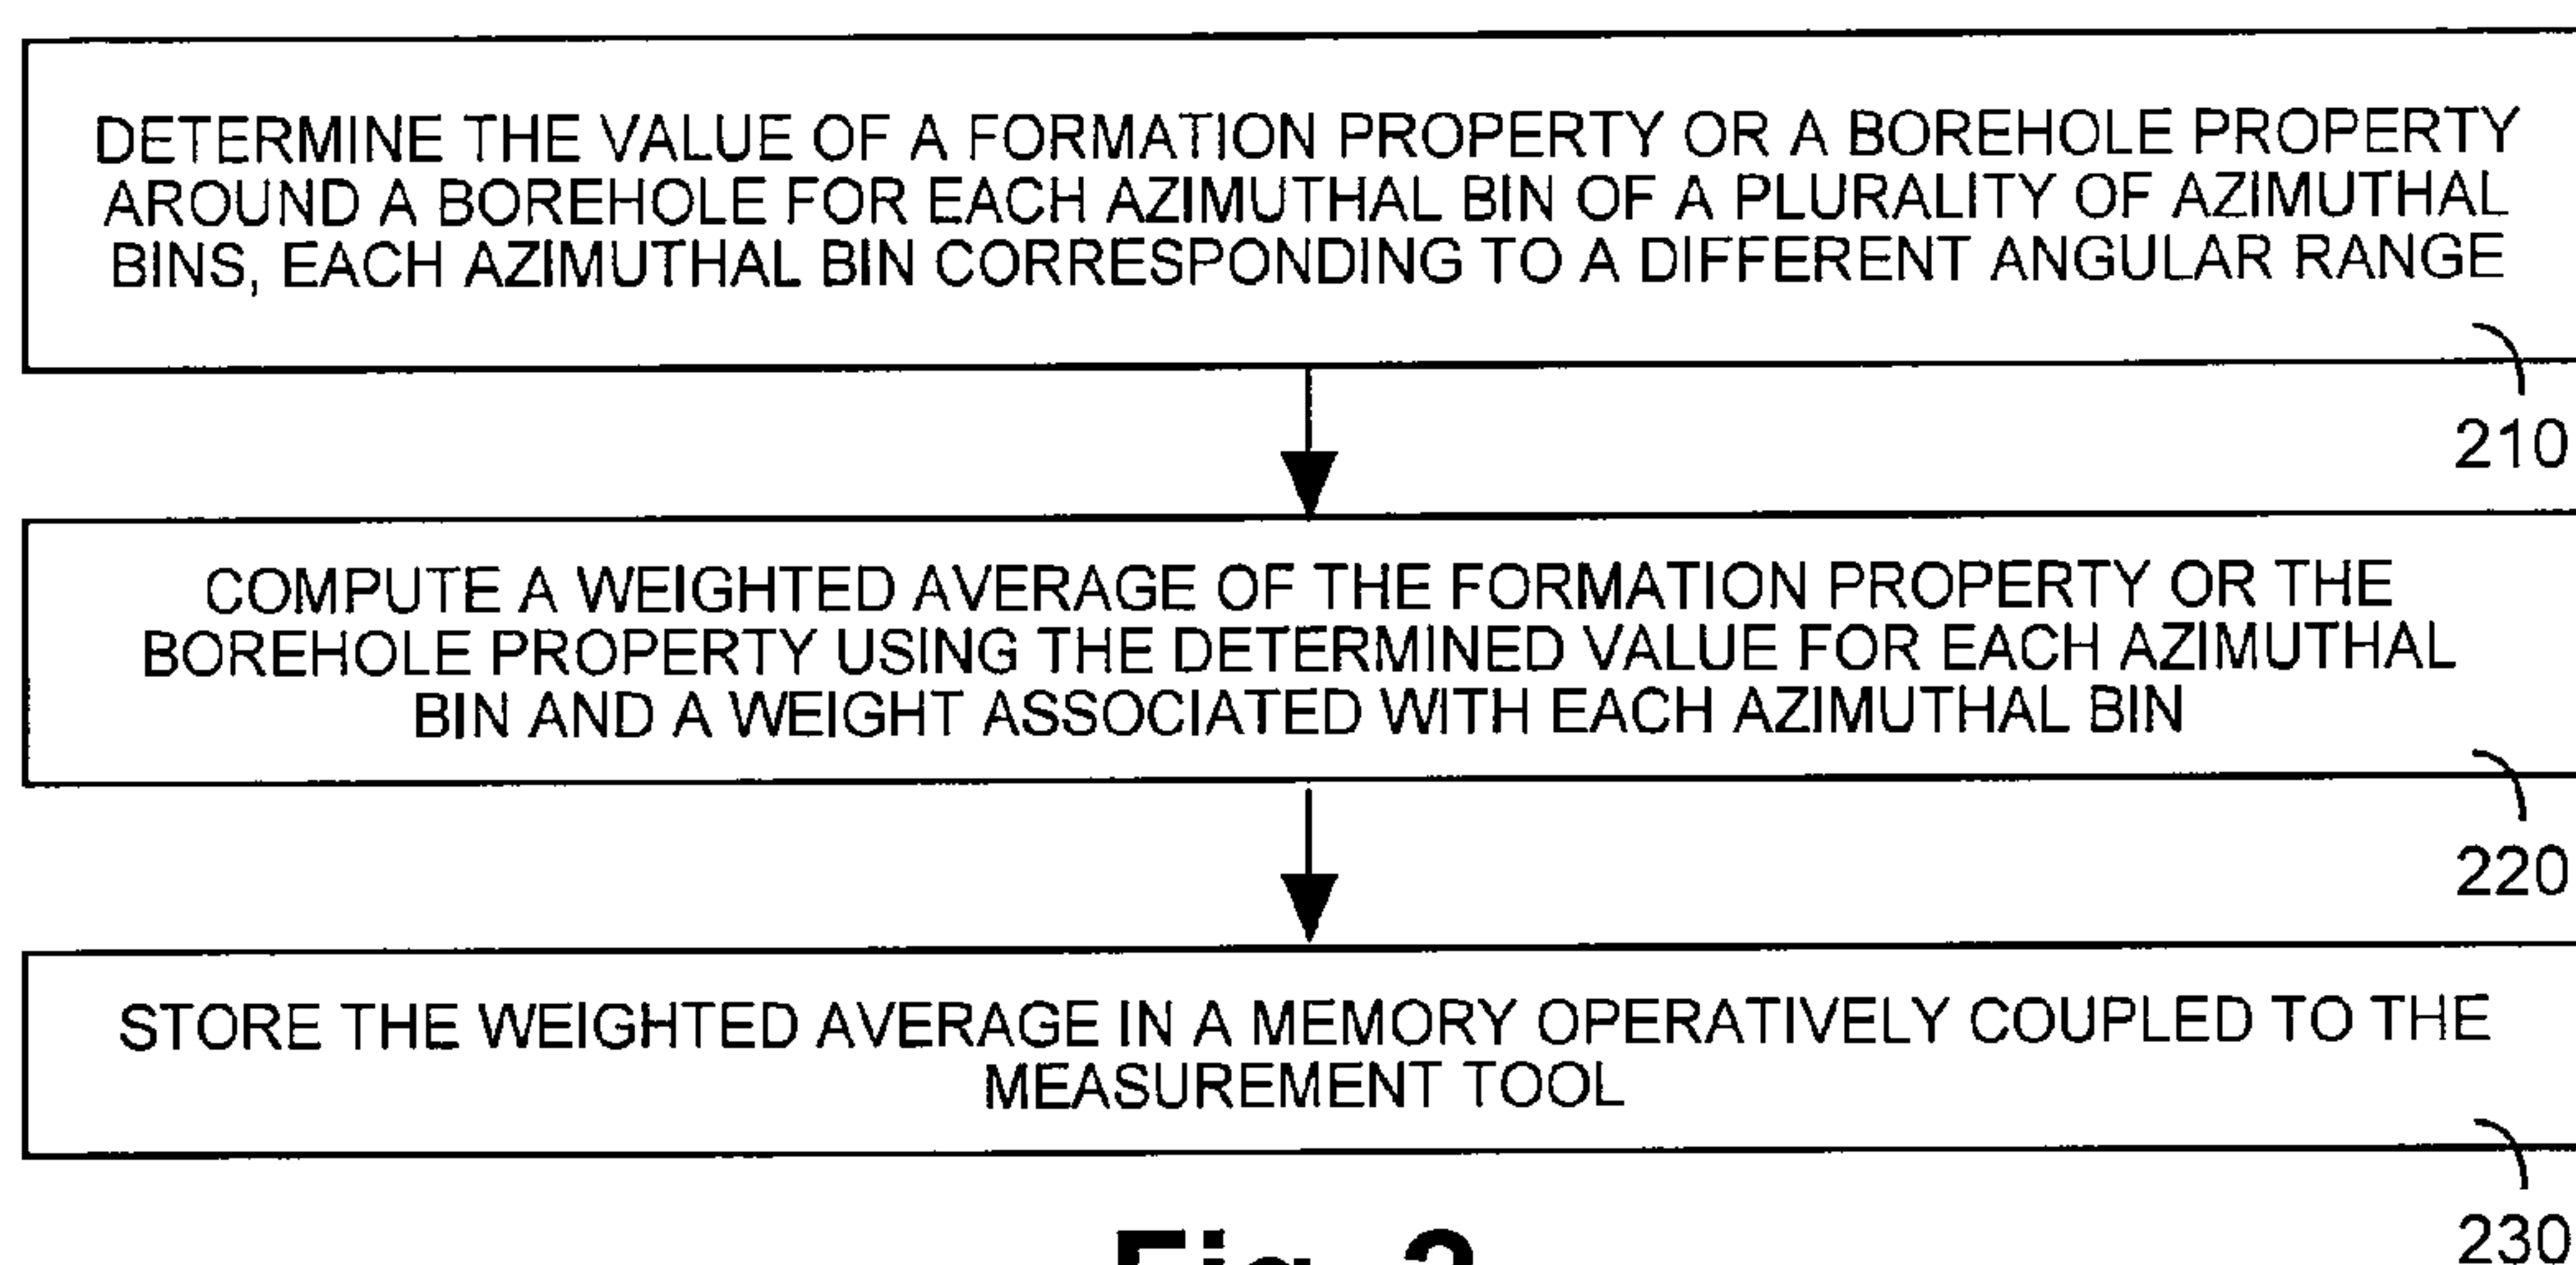 DETERMINE THE VALUE OF A FORMATION PROPERTY OR A BOREHOLE PROPERTY
AROUND A BOREHOLE FOR EACH AZIMUTHAL BIN OF A PLURALITY OF AZIMUTHAL
BINS, EACH AZIMUTHAL BIN CORRESPONDING TO A DIFFERENT ANGULAR RANGE
210
COMPUTE A WEIGHTED AVERAGE OF THE FORMATION PROPERTY OR THE
BOREHOLE PROPERTY USING THE DETERMINED VALUE FOR EACH AZIMUTHAL
BIN AND A WEIGHT ASSOCIATED WITH EACH AZIMUTHAL BIN
220
STORE THE WEIGHTED AVERAGE IN A MEMORY OPERATIVELY COUPLED TO THE
MEASUREMENT TOOL
230